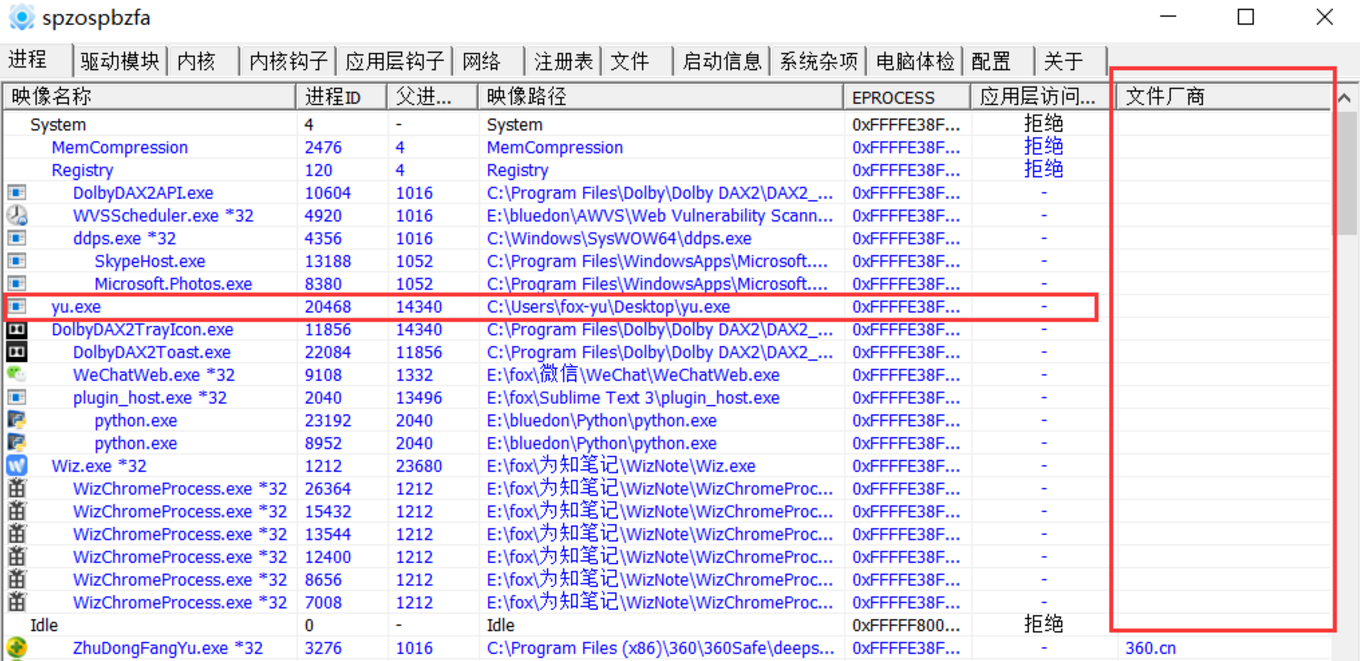 spzospbzfa
进程 驱动模块 内核 内核钩子 应用层钩子 网络 注册表 文件 启动信息 系统杂项 电脑体检 配置 关于
映像名称 进程ID 父进... 映像路径 EPROCESS 应用层访问... 文件厂商
System 4 - System 0xFFFFE38F... 拒绝
MemCompression 2476 4 MemCompression 0xFFFFE38F... 拒绝
Registry 120 4 Registry 0xFFFFE38F... 拒绝
DolbyDAX2API.exe 10604 1016 C:\Program Files\Dolby\Dolby DAX2\DAX2_... 0xFFFFE38F... -
WVSScheduler.exe *32 4920 1016 E:\bluedon\AWVS\Web Vulnerability Scann... 0xFFFFE38F... -
ddps.exe *32 4356 1016 C:\Windows\SysWOW64\ddps.exe 0xFFFFE38F... -
SkypeHost.exe 13188 1052 C:\Program Files\WindowsApps\Microsoft.... 0xFFFFE38F... -
Microsoft.Photos.exe 8380 1052 C:\Program Files\WindowsApps\Microsoft.... 0xFFFFE38F... -
yu.exe 20468 14340 C:\Users\fox-yu\Desktop\yu.exe 0xFFFFE38F... -
DolbyDAX2TrayIcon.exe 11856 14340 C:\Program Files\Dolby\Dolby DAX2\DAX2_... 0xFFFFE38F... -
DolbyDAX2Toast.exe 22084 11856 C:\Program Files\Dolby\Dolby DAX2\DAX2_... 0xFFFFE38F... -
WeChatWeb.exe *32 9108 1332 E:\fox\微信\WeChat\WeChatWeb.exe 0xFFFFE38F... -
plugin_host.exe *32 2040 13496 E:\fox\Sublime Text 3\plugin_host.exe 0xFFFFE38F... -
python.exe 23192 2040 E:\bluedon\Python\python.exe 0xFFFFE38F... -
python.exe 8952 2040 E:\bluedon\Python\python.exe 0xFFFFE38F... -
Wiz.exe *32 1212 23680 E:\fox\为知笔记\WizNote\Wiz.exe 0xFFFFE38F... -
WizChromeProcess.exe *32 26364 1212 E:\fox\为知笔记\WizNote\WizChromeProc... 0xFFFFE38F... -
WizChromeProcess.exe *32 15432 1212 E:\fox\为知笔记\WizNote\WizChromeProc... 0xFFFFE38F... -
WizChromeProcess.exe *32 13544 1212 E:\fox\为知笔记\WizNote\WizChromeProc... 0xFFFFE38F... -
WizChromeProcess.exe *32 12400 1212 E:\fox\为知笔记\WizNote\WizChromeProc... 0xFFFFE38F... -
WizChromeProcess.exe *32 8656 1212 E:\fox\为知笔记\WizNote\WizChromeProc... 0xFFFFE38F... -
WizChromeProcess.exe *32 7008 1212 E:\fox\为知笔记\WizNote\WizChromeProc... 0xFFFFE38F... -
Idle 0 - Idle 0xFFFFF800... 拒绝
ZhuDongFangYu.exe *32 3276 1016 C:\Program Files (x86)\360\360Safe\deeps... 0xFFFFE38F... - 360.cn